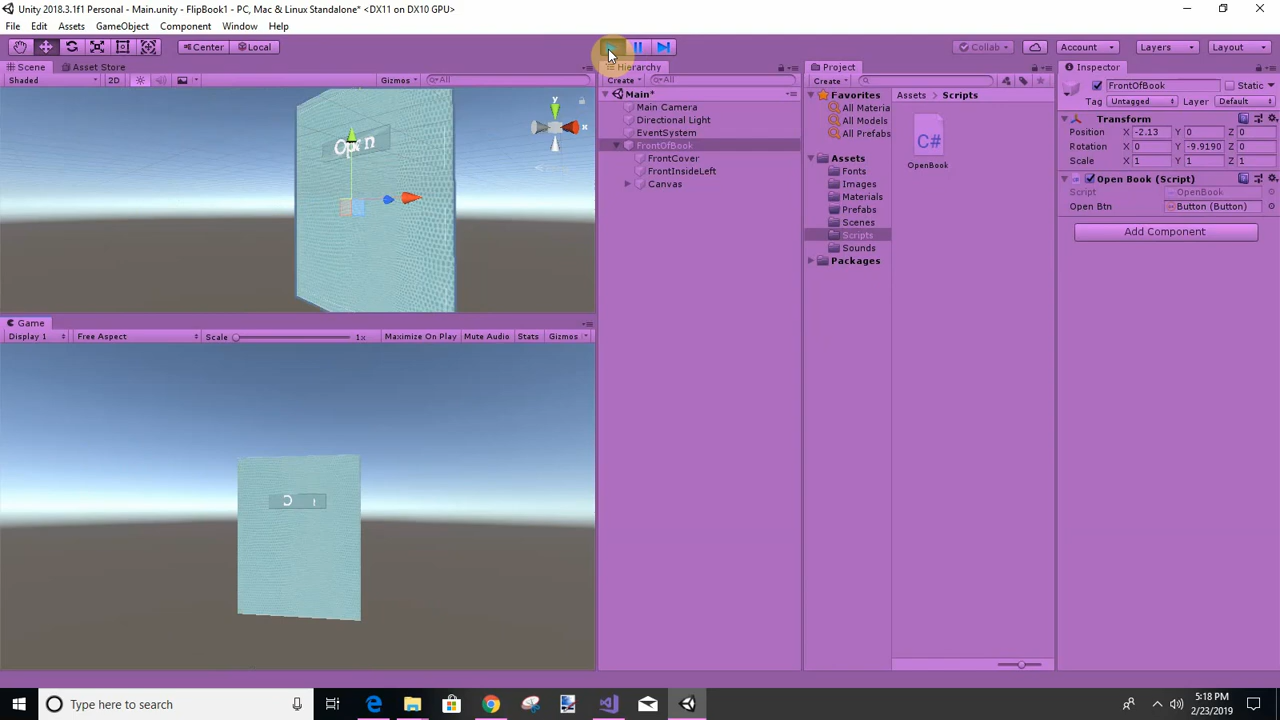 Unity 2018.3.1f1 Personal - Main.unity - FlipBook1 - PC, Mac & Linux Standalone* <DX11 on DX10 GPU>
File Edit Assets GameObject Component Window Help
Center Local Collab Account Layers Layout
Scene Asset Store Hierarchy Project Inspector
Shaded 2D Gizmos All Create All Create
FrontOfBook Static
Tag Untagged Layer Default
Main*
Main Camera
Directional Light
EventSystem
FrontOfBook
FrontCover
FrontInsideLeft
Canvas
Favorites
All Materia
All Models
All Prefabs
Assets
Fonts
Images
Materials
Prefabs
Scenes
Scripts
Sounds
Packages
Assets Scripts
C#
OpenBook
Transform
Position X -2.13 Y 0 Z 0
Rotation X 0 Y -9.9190 Z 0
Scale X 1 Y 1 Z 1
Open Book (Script)
Script OpenBook
Open Btn Button (Button)
Add Component
Open
y
x
Game
Display 1 Free Aspect Scale 1x Maximize On Play Mute Audio Stats Gizmos
Type here to search
5:18 PM
2/23/2019